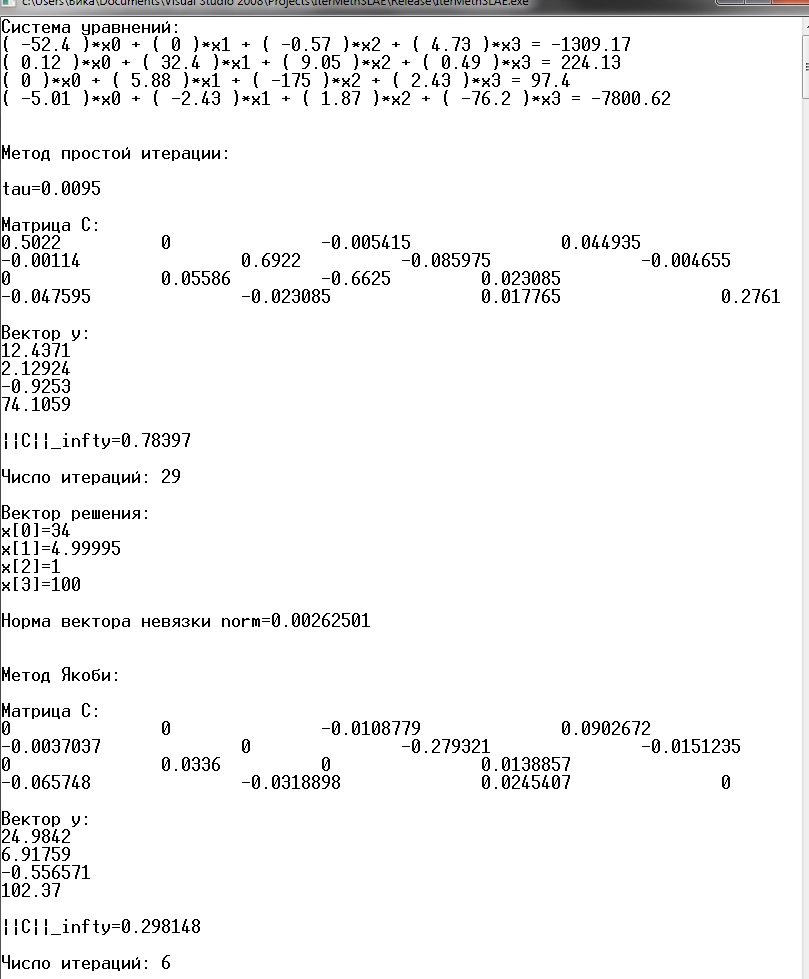 c:\Users\Вика\Documents\Visual Studio 2008\Projects\IterMethSLAE\Release\IterMethSLAE.exe
Система уравнений:
( -52.4 )*x0 + ( 0 )*x1 + ( -0.57 )*x2 + ( 4.73 )*x3 = -1309.17
( 0.12 )*x0 + ( 32.4 )*x1 + ( 9.05 )*x2 + ( 0.49 )*x3 = 224.13
( 0 )*x0 + ( 5.88 )*x1 + ( -175 )*x2 + ( 2.43 )*x3 = 97.4
( -5.01 )*x0 + ( -2.43 )*x1 + ( 1.87 )*x2 + ( -76.2 )*x3 = -7800.62
Метод простой итерации:
tau=0.0095
Матрица C:
0.5022 0 -0.005415 0.044935
-0.00114 0.6922 -0.085975 -0.004655
0 0.05586 -0.6625 0.023085
-0.047595 -0.023085 0.017765 0.2761
Вектор y:
12.4371
2.12924
-0.9253
74.1059
||C||_infty=0.78397
Число итераций: 29
Вектор решения:
x[0]=34
x[1]=4.99995
x[2]=1
x[3]=100
Норма вектора невязки norm=0.00262501
Метод Якоби:
Матрица C:
0 0 -0.0108779 0.0902672
-0.0037037 0 -0.279321 -0.0151235
0 0.0336 0 0.0138857
-0.065748 -0.0318898 0.0245407 0
Вектор y:
24.9842
6.91759
-0.556571
102.37
||C||_infty=0.298148
Число итераций: 6